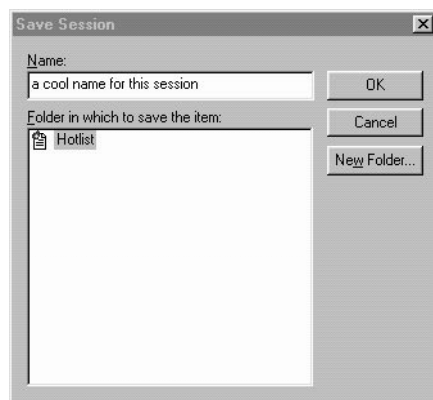 Save Session
Name:
a cool name for this session
OK
Folder in which to save the item:
Cancel
Hotlist
New Folder...